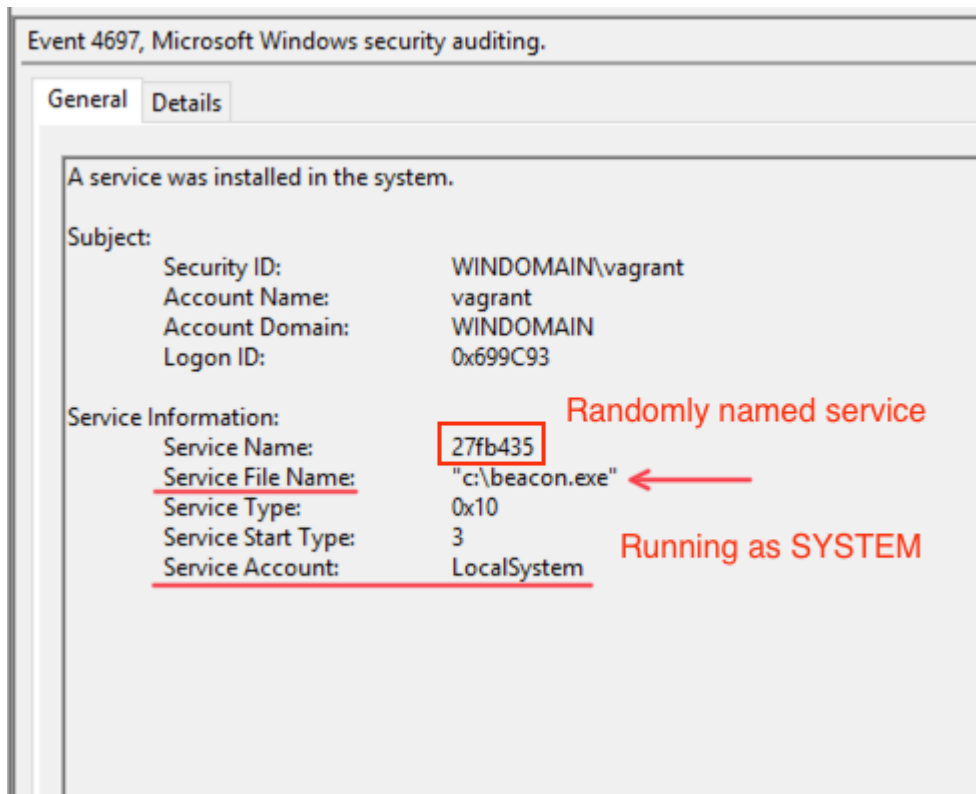 Event 4697, Microsoft Windows security auditing.
General Details
A service was installed in the system.
Subject:
Security ID: WINDOMAIN\vagrant
Account Name: vagrant
Account Domain: WINDOMAIN
Logon ID: 0x699C93
Service Information:
Randomly named service
Service Name: 27fb435
Service File Name: "c:\beacon.exe"
Service Type: 0x10
Service Start Type: 3
Running as SYSTEM
Service Account: LocalSystem